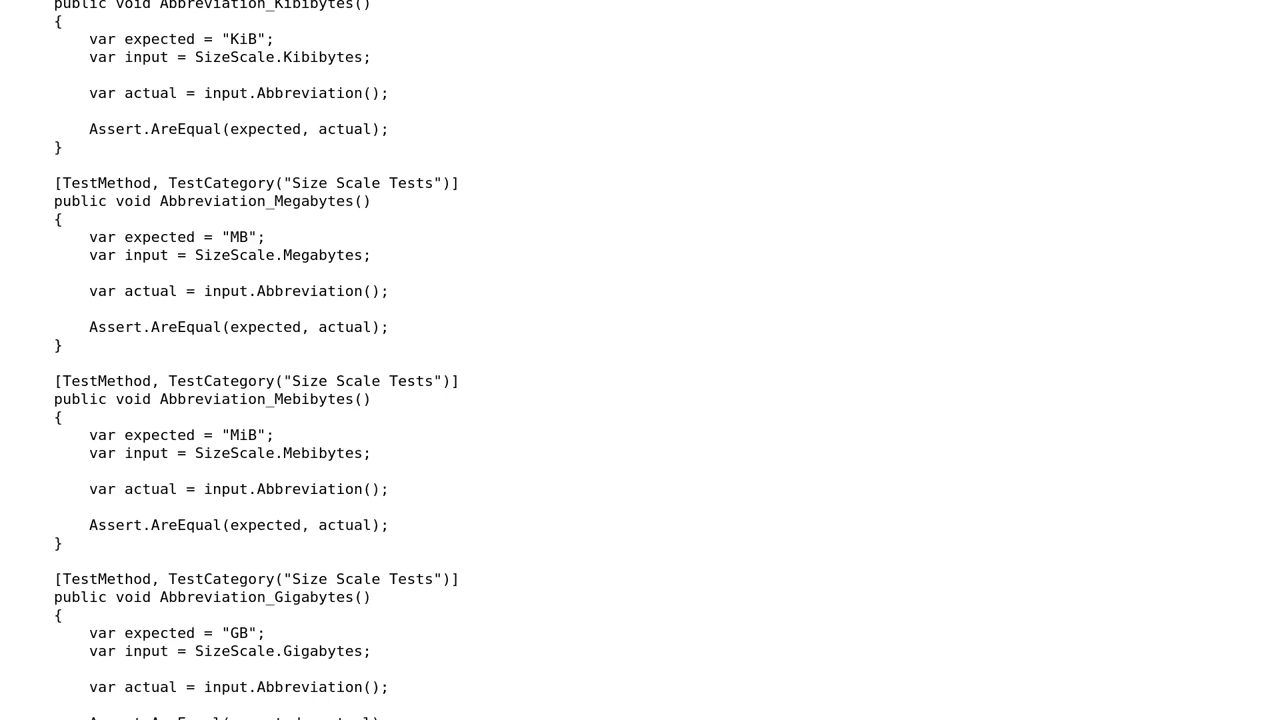 public void Abbreviation_Kibibytes()
{
    var expected = "KiB";
    var input = SizeScale.Kibibytes;

    var actual = input.Abbreviation();

    Assert.AreEqual(expected, actual);
}

[TestMethod, TestCategory("Size Scale Tests")]
public void Abbreviation_Megabytes()
{
    var expected = "MB";
    var input = SizeScale.Megabytes;

    var actual = input.Abbreviation();

    Assert.AreEqual(expected, actual);
}

[TestMethod, TestCategory("Size Scale Tests")]
public void Abbreviation_Mebibytes()
{
    var expected = "MiB";
    var input = SizeScale.Mebibytes;

    var actual = input.Abbreviation();

    Assert.AreEqual(expected, actual);
}

[TestMethod, TestCategory("Size Scale Tests")]
public void Abbreviation_Gigabytes()
{
    var expected = "GB";
    var input = SizeScale.Gigabytes;

    var actual = input.Abbreviation();